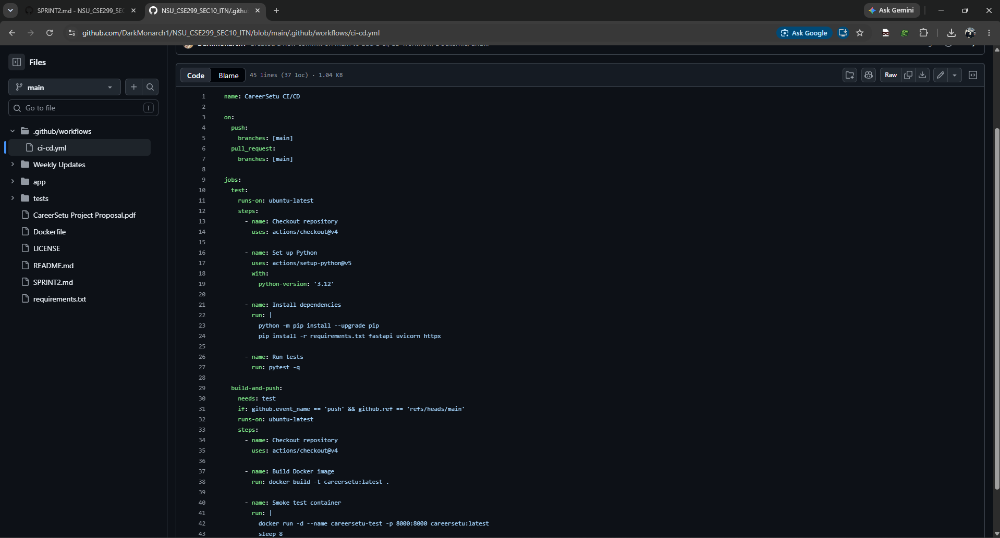 SPRINT2.md - NSU_CSE299_SEC
NSU_CSE299_SEC10_ITN/.githu
Ask Gemini
github.com/DarkMonarch1/NSU_CSE299_SEC10_ITN/blob/main/.github/workflows/ci-cd.yml
Ask Google
Files
main
Go to file
T
.github/workflows
ci-cd.yml
Weekly Updates
app
tests
CareerSetu Project Proposal.pdf
Dockerfile
LICENSE
README.md
SPRINT2.md
requirements.txt
Code
Blame
45 lines (37 loc) · 1.04 KB
Raw
1 name: CareerSetu CI/CD
2
3 on:
4 push:
5 branches: [main]
6 pull_request:
7 branches: [main]
8
9 jobs:
10 test:
11 runs-on: ubuntu-latest
12 steps:
13 - name: Checkout repository
14 uses: actions/checkout@v4
15
16 - name: Set up Python
17 uses: actions/setup-python@v5
18 with:
19 python-version: '3.12'
20
21 - name: Install dependencies
22 run: |
23 python -m pip install --upgrade pip
24 pip install -r requirements.txt fastapi uvicorn httpx
25
26 - name: Run tests
27 run: pytest -q
28
29 build-and-push:
30 needs: test
31 if: github.event_name == 'push' && github.ref == 'refs/heads/main'
32 runs-on: ubuntu-latest
33 steps:
34 - name: Checkout repository
35 uses: actions/checkout@v4
36
37 - name: Build Docker image
38 run: docker build -t careersetu:latest .
39
40 - name: Smoke test container
41 run: |
42 docker run -d --name careersetu-test -p 8000:8000 careersetu:latest
43 sleep 8